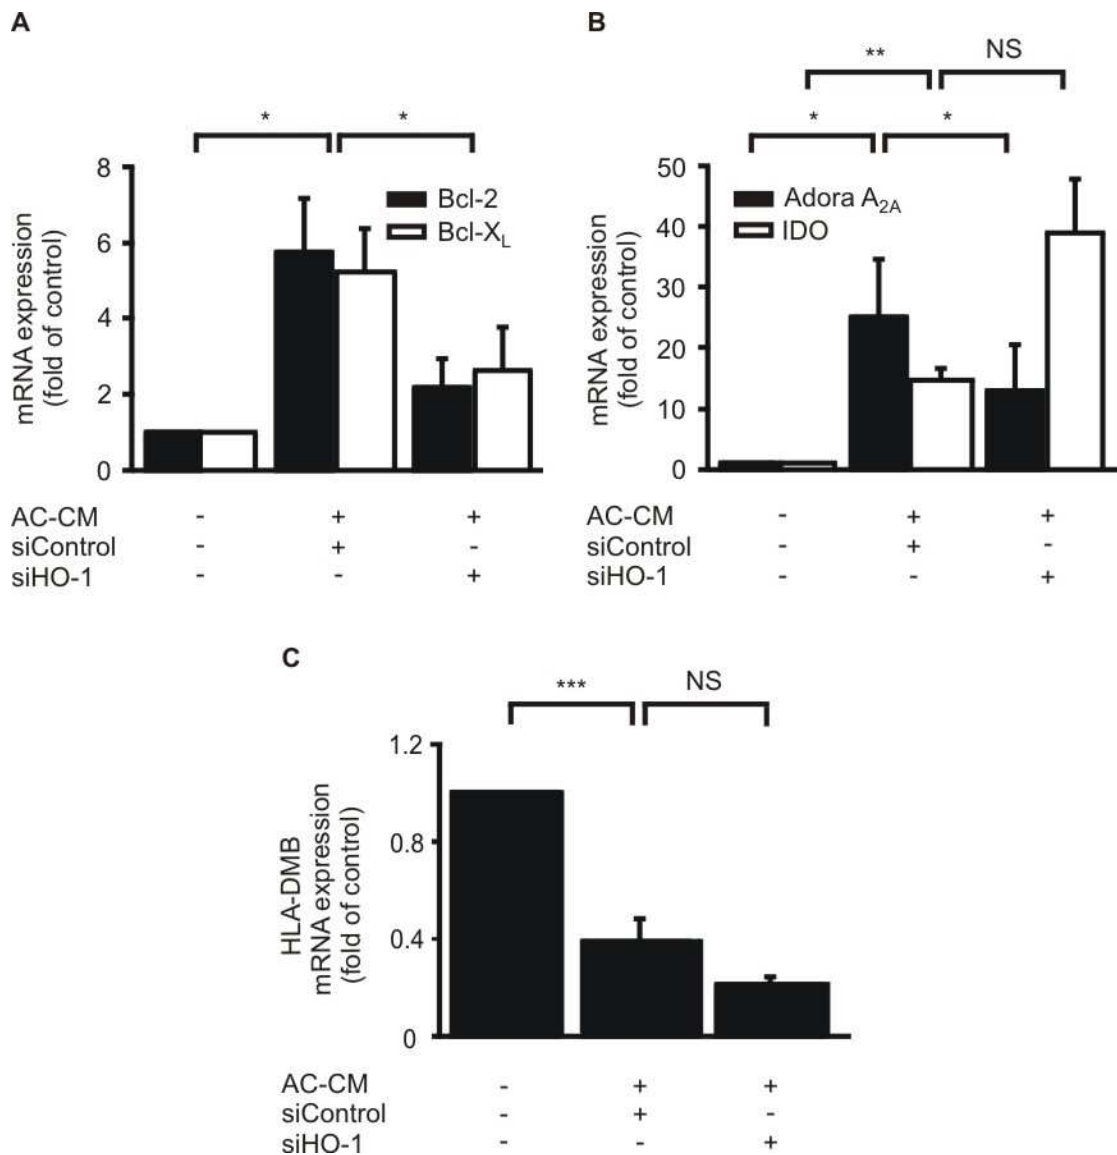 A
* *
8
6
4
2
0
mRNA expression
(fold of control)
Bcl-2
Bcl-X_L
AC-CM - + +
siControl - + -
siHO-1 - - +
B
** NS
* *
50
40
30
20
10
0
mRNA expression
(fold of control)
Adora A_2A
IDO
AC-CM - + +
siControl - + -
siHO-1 - - +
C
*** NS
1.2
0.8
0.4
0
HLA-DMB
mRNA expression
(fold of control)
AC-CM - + +
siControl - + -
siHO-1 - - +